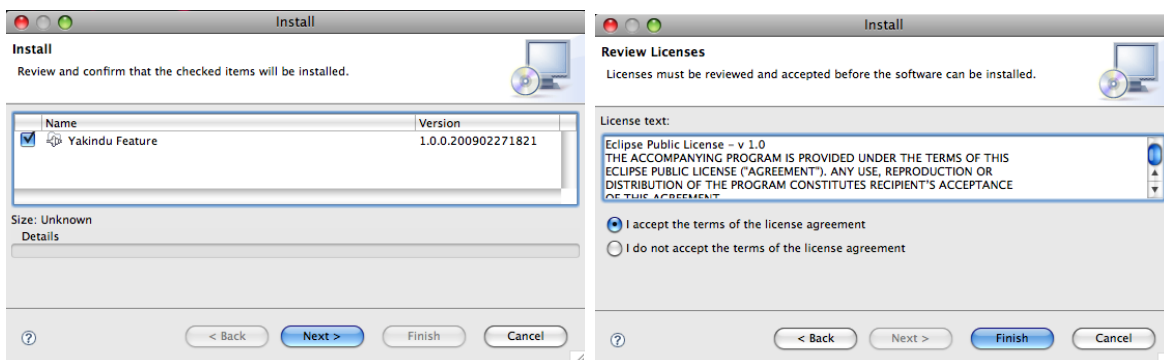 Install
Install
Review and confirm that the checked items will be installed.
Name Version
Yakindu Feature 1.0.0.200902271821
Size: Unknown
Details
? < Back Next > Finish Cancel
Install
Review Licenses
Licenses must be reviewed and accepted before the software can be installed.
License text:
Eclipse Public License – v 1.0
THE ACCOMPANYING PROGRAM IS PROVIDED UNDER THE TERMS OF THIS
ECLIPSE PUBLIC LICENSE ("AGREEMENT"). ANY USE, REPRODUCTION OR
DISTRIBUTION OF THE PROGRAM CONSTITUTES RECIPIENT'S ACCEPTANCE
OF THIS AGREEMENT
I accept the terms of the license agreement
I do not accept the terms of the license agreement
? < Back Next > Finish Cancel